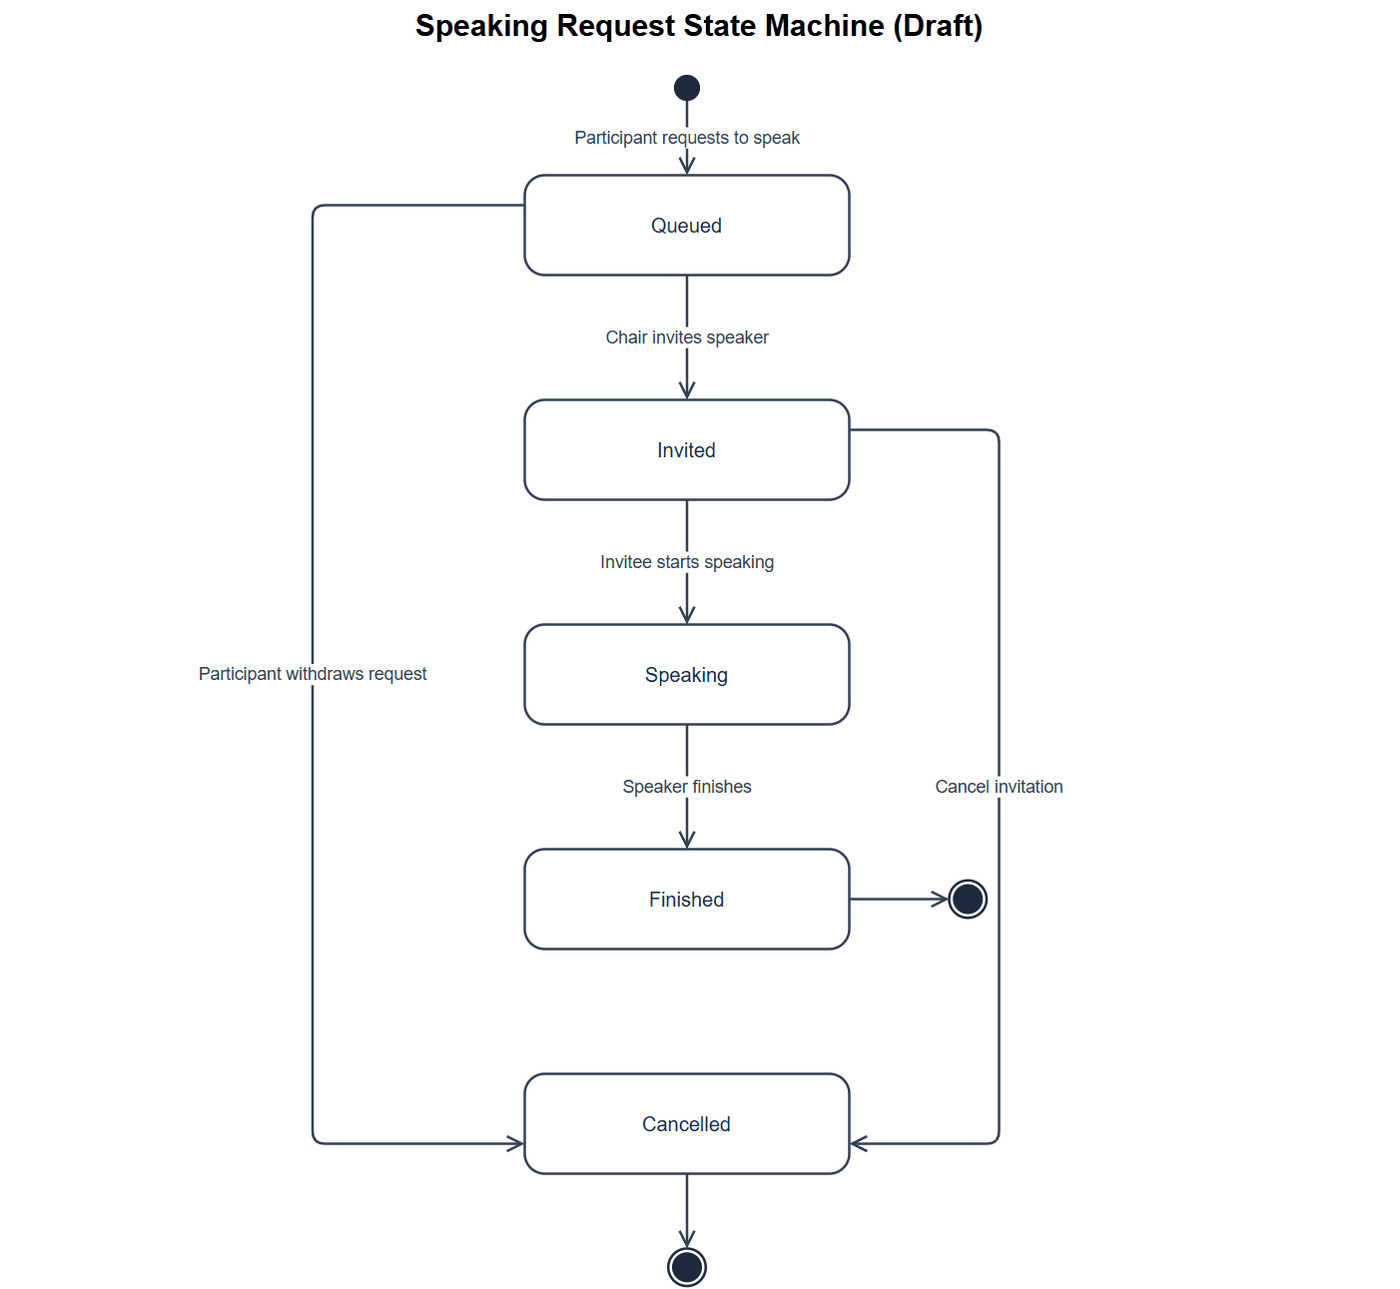 Speaking Request State Machine (Draft)
Participant requests to speak
Queued
Chair invites speaker
Invited
Invitee starts speaking
Speaking
Participant withdraws request
Speaker finishes
Cancel invitation
Finished
Cancelled